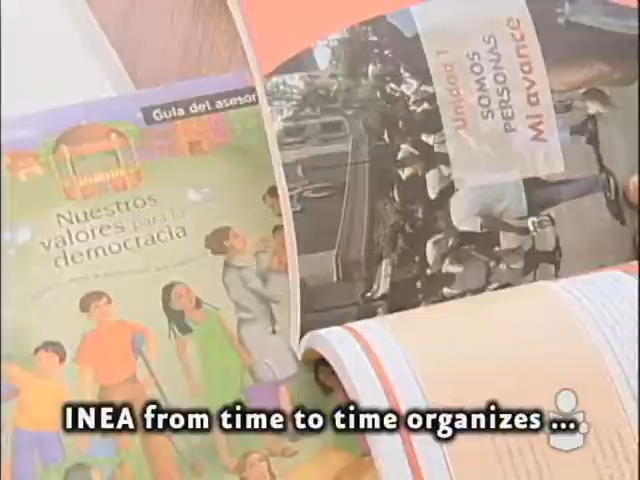 Guía del asesor
Nuestros
valores para la
democracia
Unidad 1
SOMOS
PERSONAS
Mi avance
INEA from time to time organizes ...